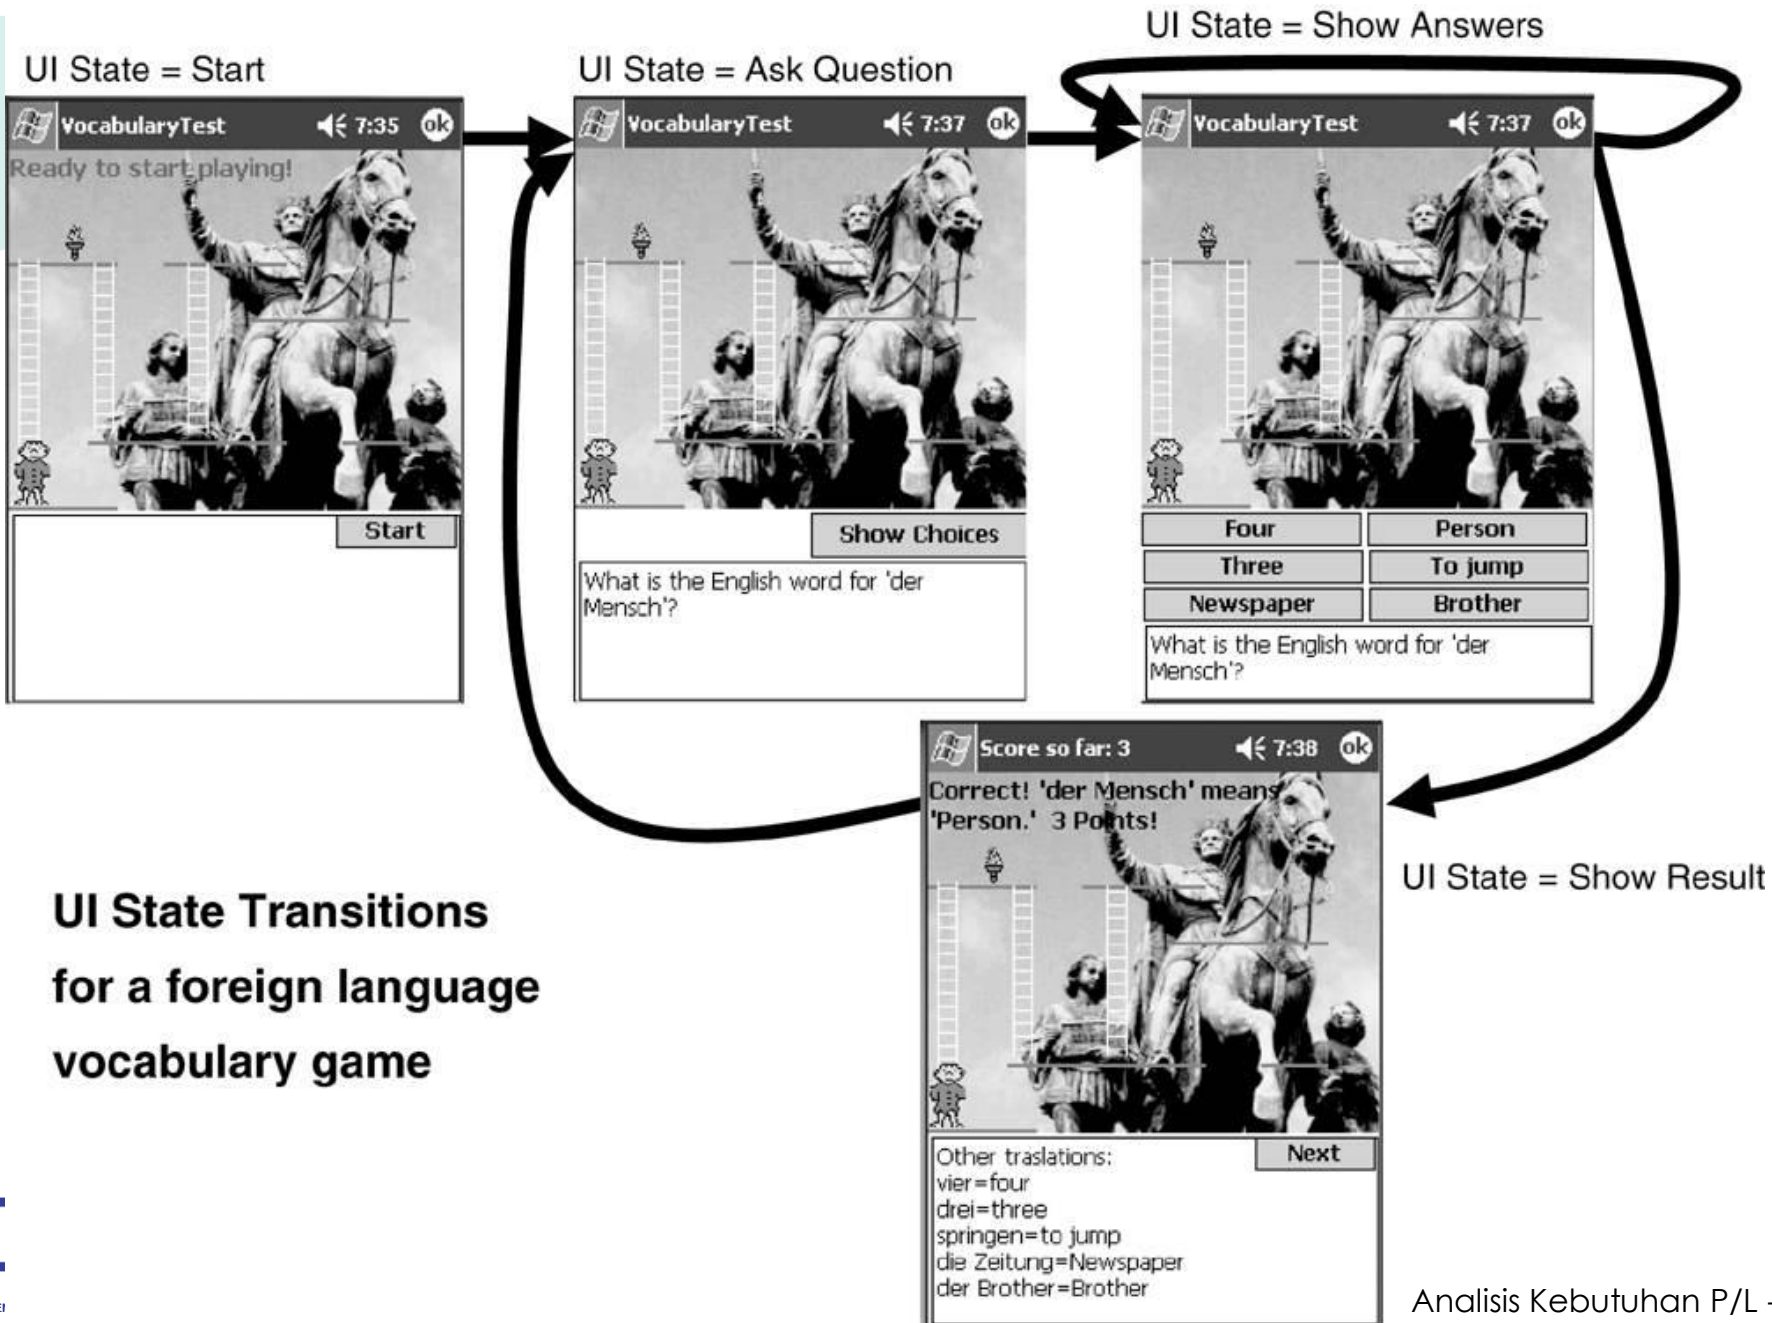 UI State = Start
VocabularyTest 7:35 ok
Ready to start playing!
Start
UI State = Ask Question
VocabularyTest 7:37 ok
Show Choices
What is the English word for 'der
Mensch'?
UI State = Show Answers
VocabularyTest 7:37 ok
Four Person
Three To jump
Newspaper Brother
What is the English word for 'der
Mensch'?
Score so far: 3 7:38 ok
Correct! 'der Mensch' means
'Person.' 3 Points!
Next
Other traslations:
vier=four
drei=three
springen=to jump
die Zeitung=Newspaper
der Brother=Brother
UI State = Show Result
UI State Transitions
for a foreign language
vocabulary game
Analisis Kebutuhan P/L -